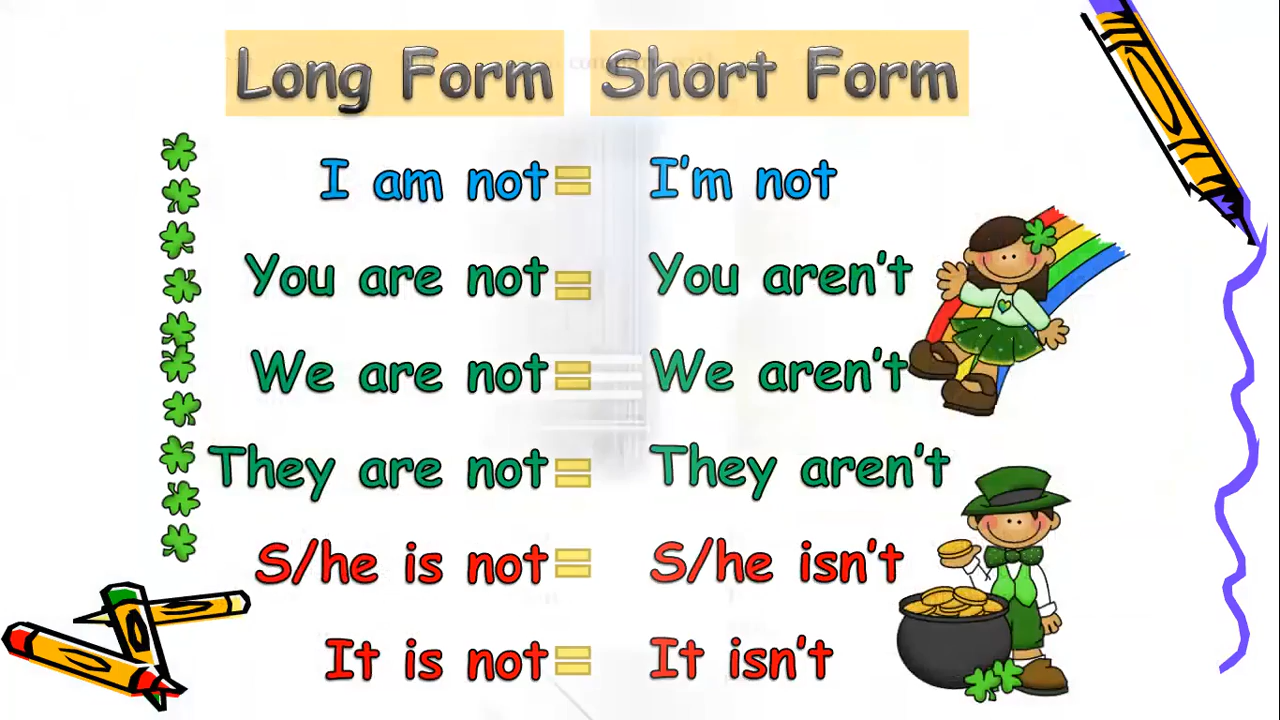 Long Form Short Form
I am not = I'm not
You are not = You aren't
We are not = We aren't
They are not = They aren't
S/he is not = S/he isn't
It is not = It isn't